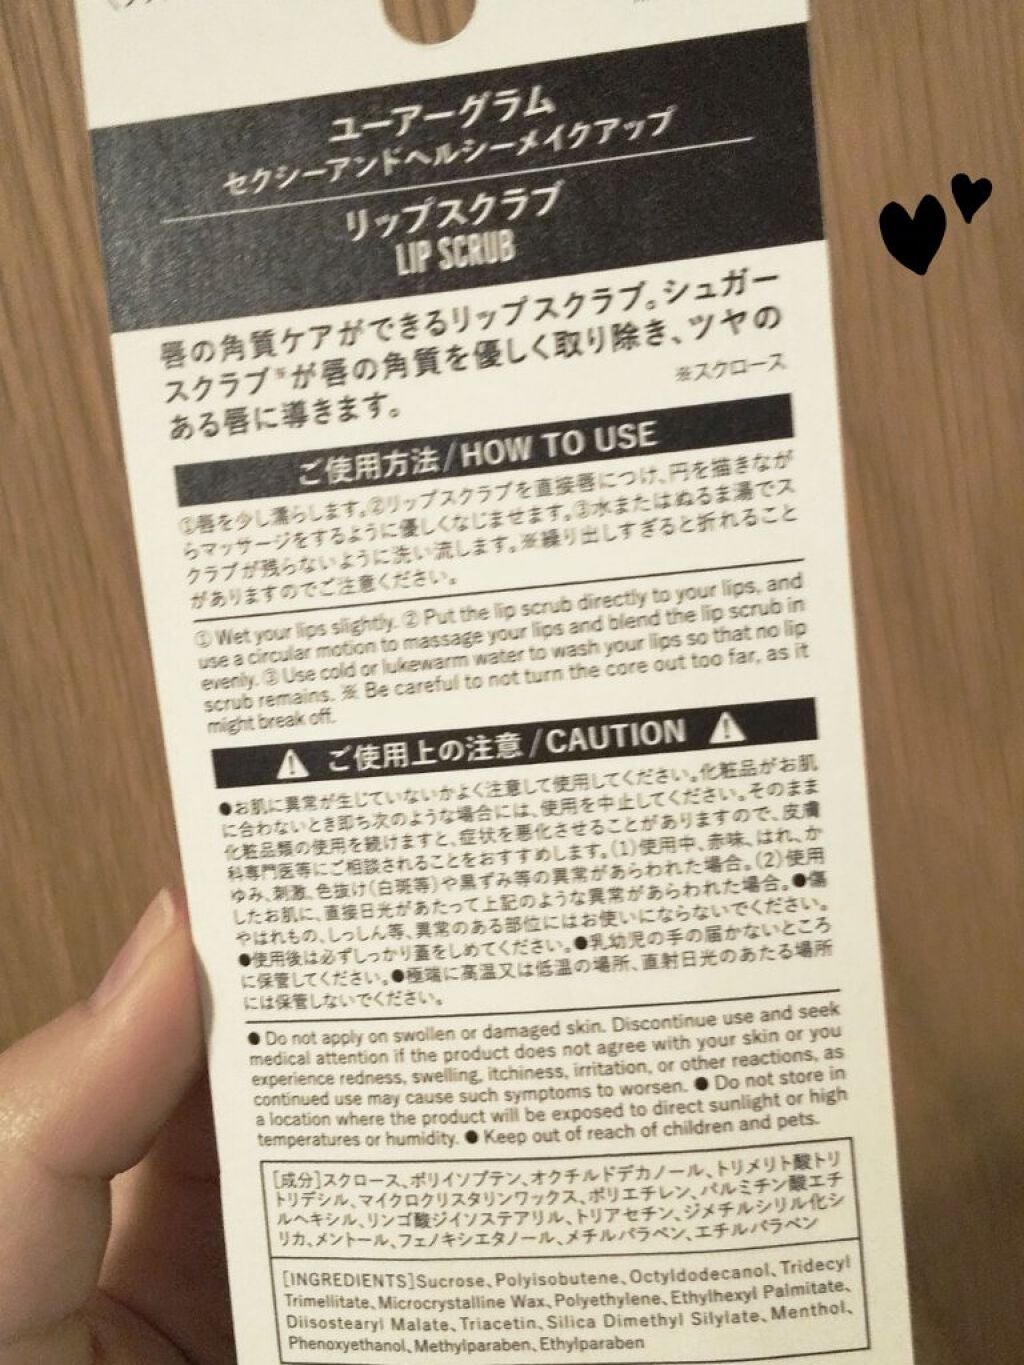 ユーアーグラム
セクシーアンドヘルシーメイクアップ
リップスクラブ
LIP SCRUB
唇の角質ケアができるリップスクラブ。シュガー
スクラブ※が唇の角質を優しく取り除き、ツヤの
ある唇に導きます。
※スクロース
ご使用方法/HOW TO USE
①唇を少し濡らします。②リップスクラブを直接唇につけ、円を描きなが
らマッサージをするように優しくなじませます。③水またはぬるま湯でス
クラブが残らないように洗い流します。※繰り出しすぎると折れること
がありますのでご注意ください。
① Wet your lips slightly. ② Put the lip scrub directly to your lips, and
use a circular motion to massage your lips and blend the lip scrub in
evenly. ③ Use cold or lukewarm water to wash your lips so that no lip
scrub remains. ※ Be careful to not turn the core out too far, as it
might break off.
ご使用上の注意/CAUTION
●お肌に異常が生じていないかよく注意して使用してください。化粧品がお肌
に合わないとき即ち次のような場合には、使用を中止してください。そのまま
化粧品類の使用を続けますと、症状を悪化させることがありますので、皮膚
科専門医等にご相談されることをおすすめします。(1)使用中、赤味、はれ、か
ゆみ、刺激、色抜け(白斑等)や黒ずみ等の異常があらわれた場合。(2)使用
したお肌に、直接日光があたって上記のような異常があらわれた場合。●傷
やはれもの、しっしん等、異常のある部位にはお使いにならないでください。
●使用後は必ずしっかり蓋をしめてください。●乳幼児の手の届かないところ
に保管してください。●極端に高温又は低温の場所、直射日光のあたる場所
には保管しないでください。
● Do not apply on swollen or damaged skin. Discontinue use and seek
medical attention if the product does not agree with your skin or you
experience redness, swelling, itchiness, irritation, or other reactions, as
continued use may cause such symptoms to worsen. ● Do not store in
a location where the product will be exposed to direct sunlight or high
temperatures or humidity. ● Keep out of reach of children and pets.
[成分]スクロース、ポリイソブテン、オクチルドデカノール、トリメリト酸トリ
トリデシル、マイクロクリスタリンワックス、ポリエチレン、パルミチン酸エチ
ルヘキシル、リンゴ酸ジイソステアリル、トリアセチン、ジメチルシリル化シ
リカ、メントール、フェノキシエタノール、メチルパラベン、エチルパラベン
[INGREDIENTS]Sucrose、Polyisobutene、Octyldodecanol、Tridecyl
Trimellitate、Microcrystalline Wax、Polyethylene、Ethylhexyl Palmitate、
Diisostearyl Malate、Triacetin、Silica Dimethyl Silylate、Menthol、
Phenoxyethanol、Methylparaben、Ethylparaben